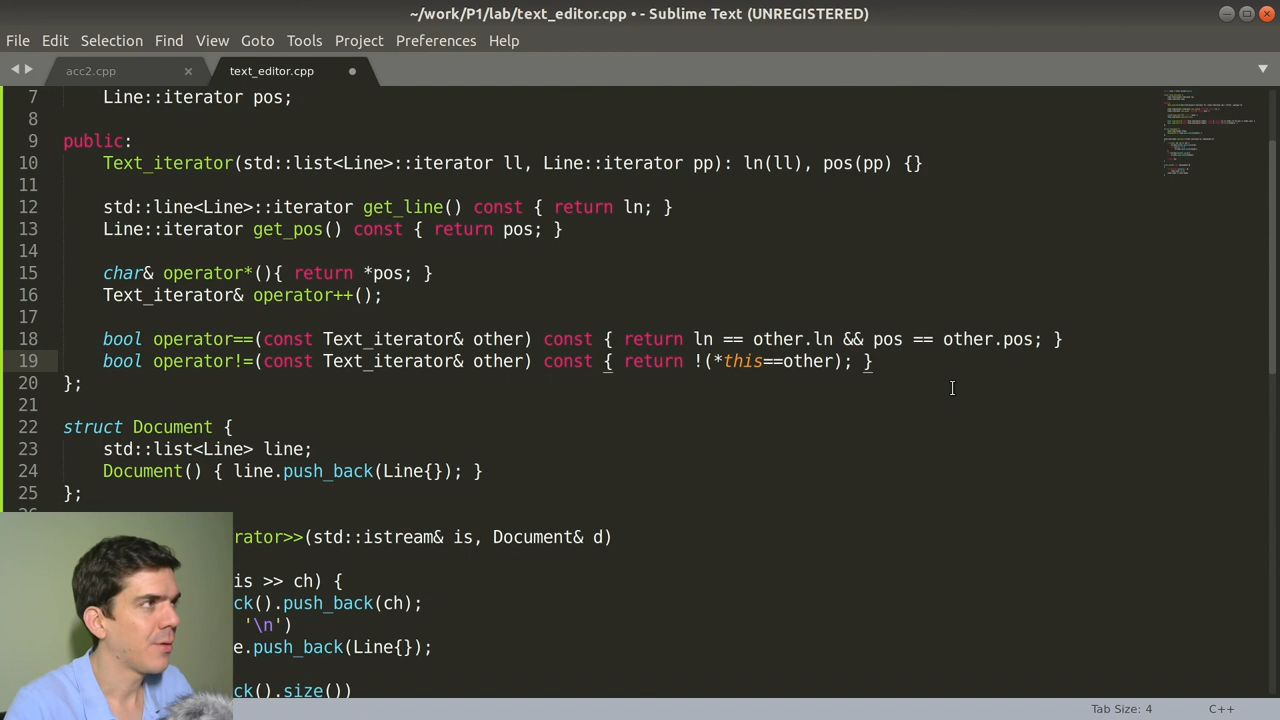 ~/work/P1/lab/text_editor.cpp • - Sublime Text (UNREGISTERED)
File Edit Selection Find View Goto Tools Project Preferences Help
acc2.cpp × text_editor.cpp
7 Line::iterator pos;
8
9 public:
10 Text_iterator(std::list<Line>::iterator ll, Line::iterator pp): ln(ll), pos(pp) {}
11
12 std::line<Line>::iterator get_line() const { return ln; }
13 Line::iterator get_pos() const { return pos; }
14
15 char& operator*(){ return *pos; }
16 Text_iterator& operator++();
17
18 bool operator==(const Text_iterator& other) const { return ln == other.ln && pos == other.pos; }
19 bool operator!=(const Text_iterator& other) const { return !(*this==other); }
20 };
21
22 struct Document {
23 std::list<Line> line;
24 Document() { line.push_back(Line{}); }
25 };
erator>>(std::istream& is, Document& d)
is >> ch) {
ck().push_back(ch);
'\n')
e.push_back(Line{});
ck().size())
Tab Size: 4 C++